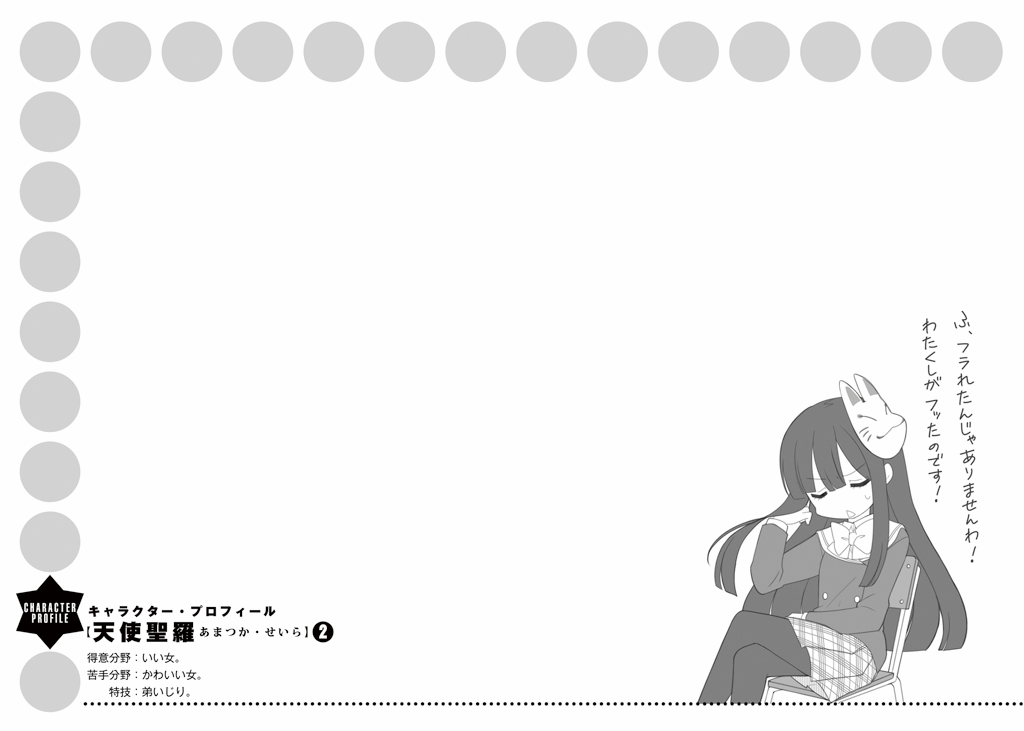 ふ、フラれたんじゃありませんわ！
わたくしがフッたのです！
CHARACTER
PROFILE
キャラクター・プロフィール
【天使聖羅 あまつか・せいら】❷
得意分野：いい女。
苦手分野：かわいい女。
特技：弟いじり。